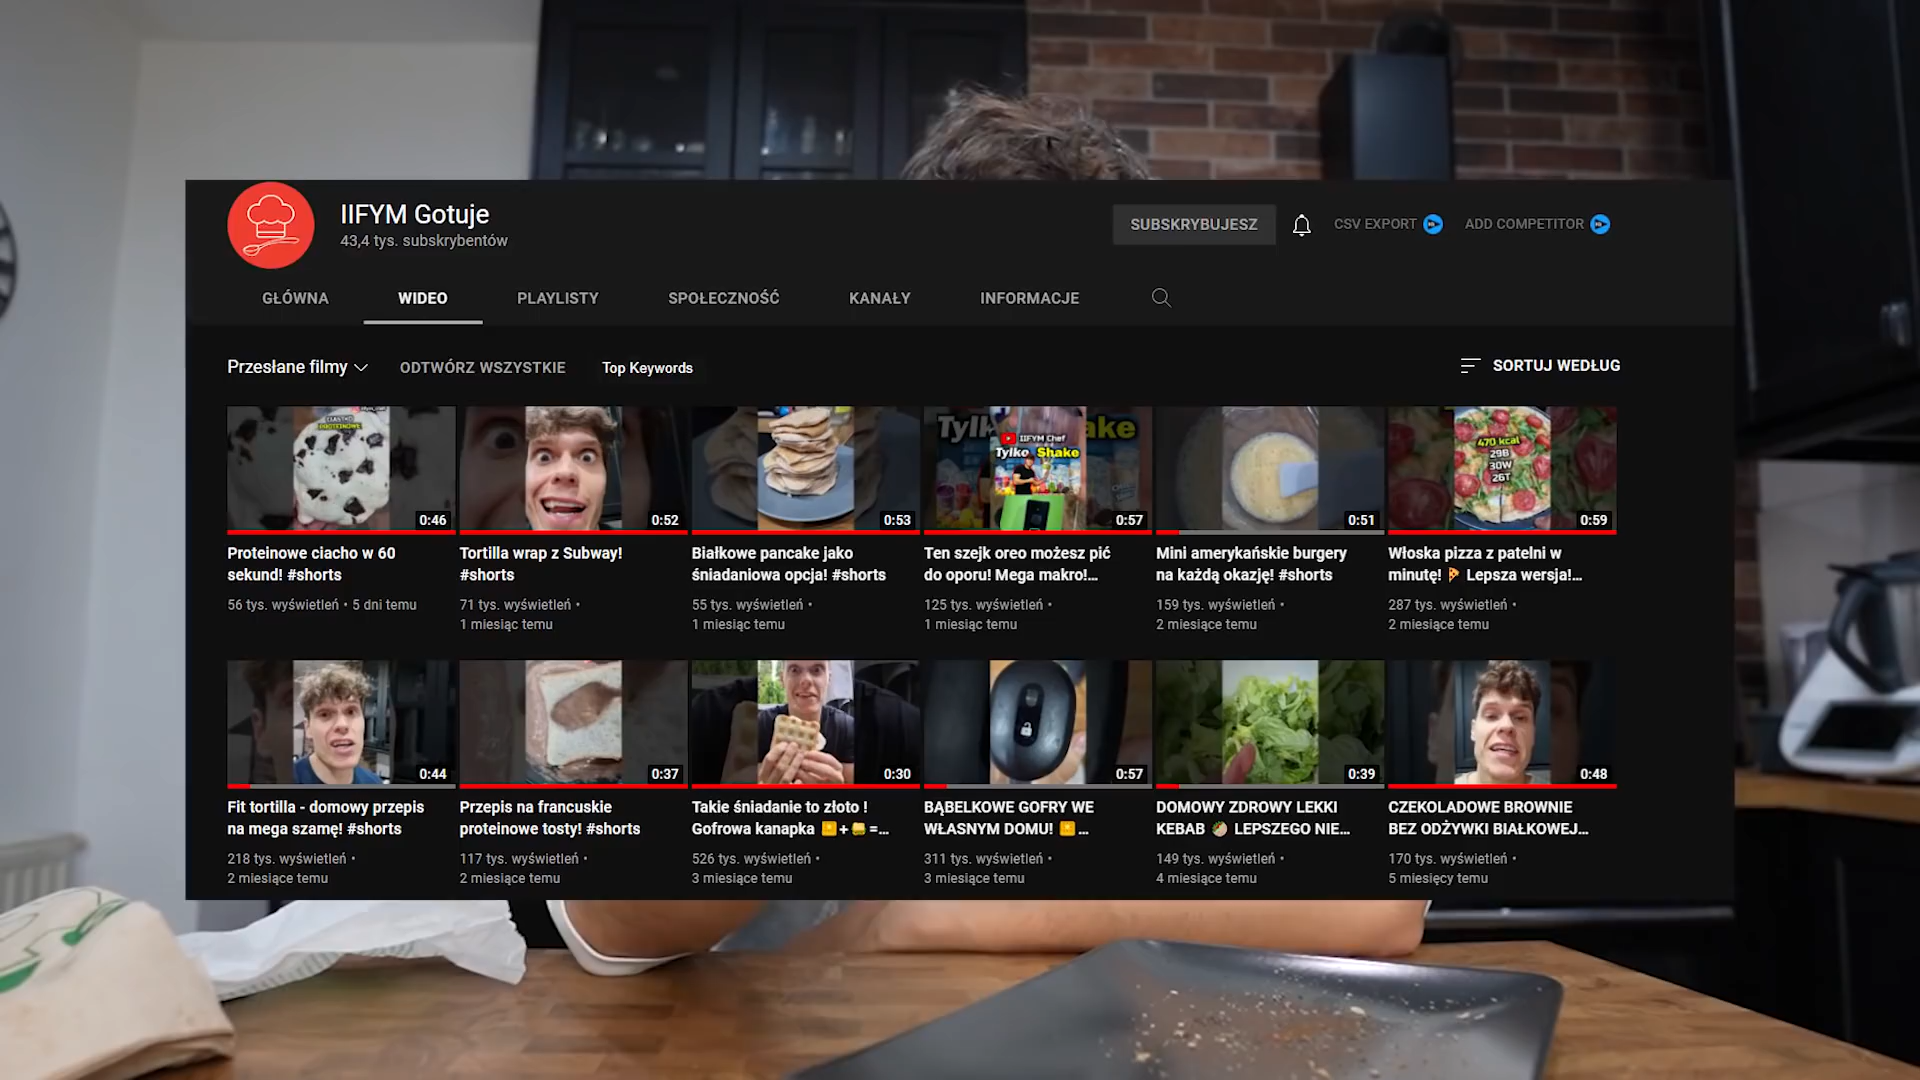 IIFYM Gotuje
43,4 tys. subskrybentów
SUBSKRYBUJESZ
CSV EXPORT
ADD COMPETITOR
GŁÓWNA
WIDEO
PLAYLISTY
SPOŁECZNOŚĆ
KANAŁY
INFORMACJE
Przesłane filmy
ODTWÓRZ WSZYSTKIE
Top Keywords
SORTUJ WEDŁUG
PROTEINOWE
0:46
0:52
0:53
IIFYM Chef
Tylko Shake
0:57
0:51
470 kcal
29B
30W
26T
0:59
Proteinowe ciacho w 60
sekund! #shorts
56 tys. wyświetleń • 5 dni temu
Tortilla wrap z Subway!
#shorts
71 tys. wyświetleń •
1 miesiąc temu
Białkowe pancake jako
śniadaniowa opcja! #shorts
55 tys. wyświetleń •
1 miesiąc temu
Ten szejk oreo możesz pić
do oporu! Mega makro!...
125 tys. wyświetleń •
1 miesiąc temu
Mini amerykańskie burgery
na każdą okazję! #shorts
159 tys. wyświetleń •
2 miesiące temu
Włoska pizza z patelni w
minutę! 🍕 Lepsza wersja!...
287 tys. wyświetleń •
2 miesiące temu
0:44
0:37
0:30
0:57
0:39
0:48
Fit tortilla - domowy przepis
na mega szamę! #shorts
218 tys. wyświetleń •
2 miesiące temu
Przepis na francuskie
proteinowe tosty! #shorts
117 tys. wyświetleń •
2 miesiące temu
Takie śniadanie to złoto !
Gofrowa kanapka 🧇+🥪=...
526 tys. wyświetleń •
3 miesiące temu
BĄBELKOWE GOFRY WE
WŁASNYM DOMU! 🧇...
311 tys. wyświetleń •
3 miesiące temu
DOMOWY ZDROWY LEKKI
KEBAB 🥙 LEPSZEGO NIE...
149 tys. wyświetleń •
4 miesiące temu
CZEKOLADOWE BROWNIE
BEZ ODŻYWKI BIAŁKOWEJ...
170 tys. wyświetleń •
5 miesięcy temu